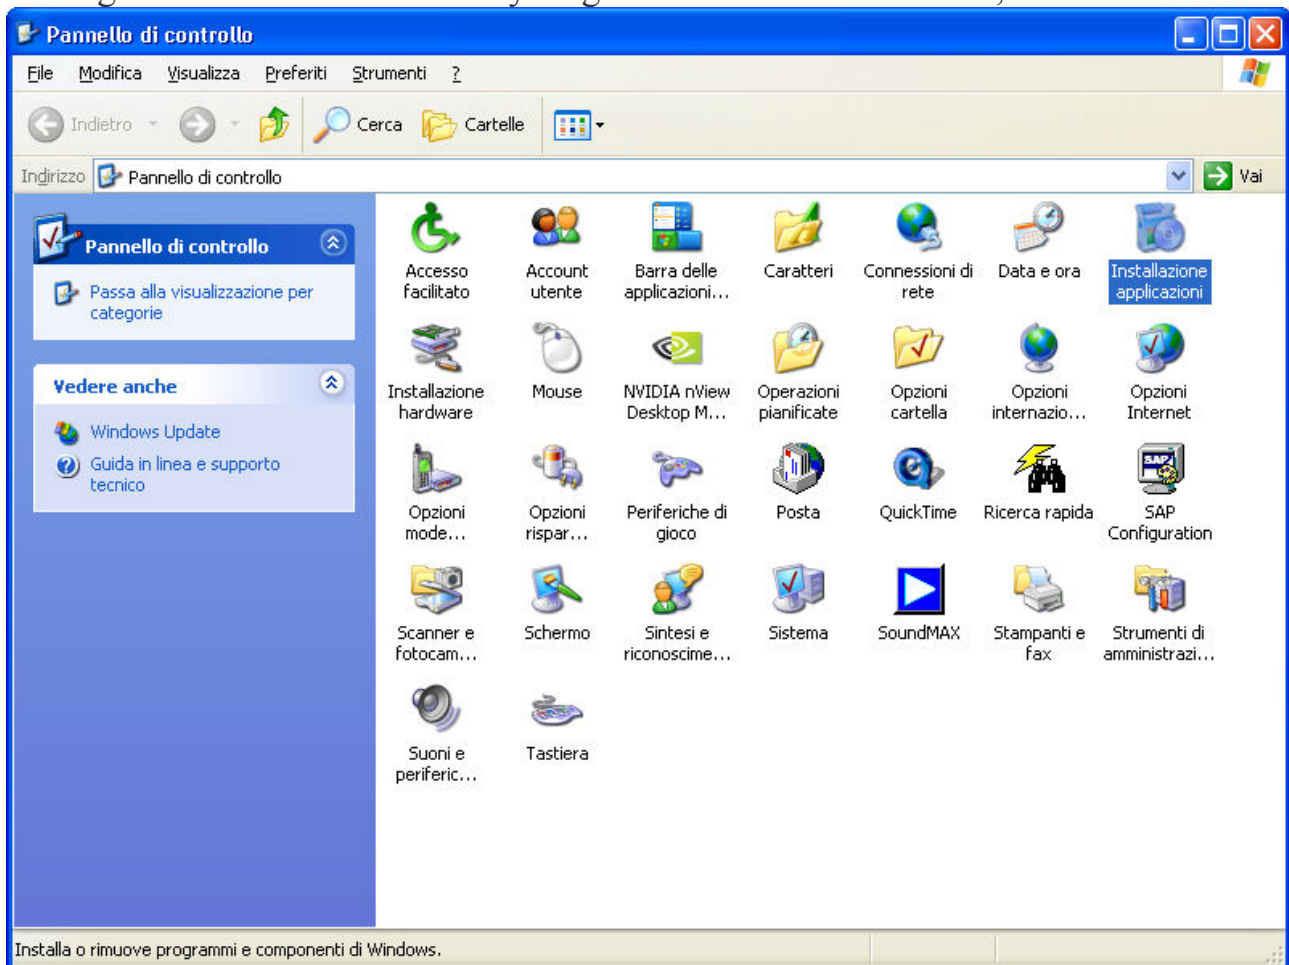 Pannello di controllo
File Modifica Visualizza Preferiti Strumenti ?
Indietro Cerca Cartelle
Indirizzo Pannello di controllo Vai
Pannello di controllo
Passa alla visualizzazione per
categorie
Vedere anche
Windows Update
Guida in linea e supporto
tecnico
Accesso
facilitato
Account
utente
Barra delle
applicazioni...
Caratteri
Connessioni di
rete
Data e ora
Installazione
applicazioni
Installazione
hardware
Mouse
NVIDIA nView
Desktop M...
Operazioni
pianificate
Opzioni
cartella
Opzioni
internazio...
Opzioni
Internet
Opzioni
mode...
Opzioni
rispar...
Periferiche di
gioco
Posta
QuickTime
Ricerca rapida
SAP
SAP
Configuration
Scanner e
fotocam...
Schermo
Sintesi e
riconoscime...
Sistema
SoundMAX
Stampanti e
fax
Strumenti di
amministrazi...
Suoni e
periferic...
Tastiera
Installa o rimuove programmi e componenti di Windows.